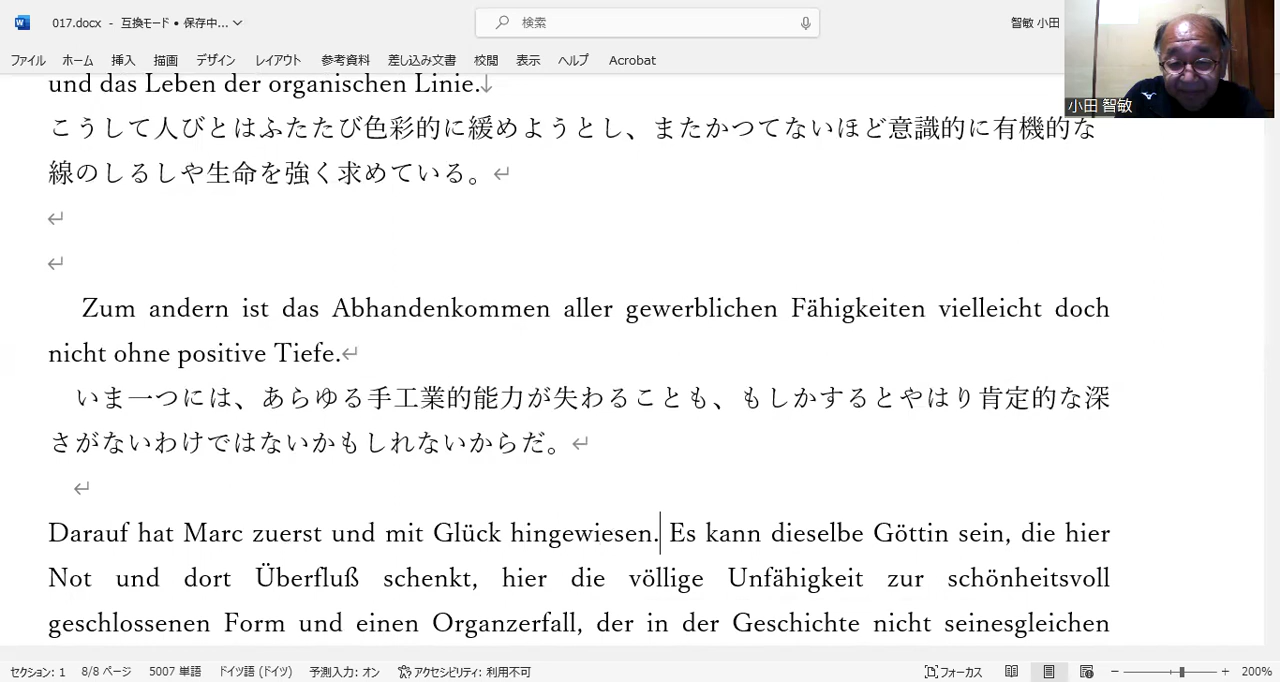 017.docx - 互換モード • 保存中...
検索
智敏 小田
ファイル ホーム 挿入 描画 デザイン レイアウト 参考資料 差し込み文書 校閲 表示 ヘルプ Acrobat
小田 智敏
und das Leben der organischen Linie.↓
こうして人びとはふたたび色彩的に緩めようとし、またかつてないほど意識的に有機的な
線のしるしや生命を強く求めている。↵
↵
↵
Zum andern ist das Abhandenkommen aller gewerblichen Fähigkeiten vielleicht doch
nicht ohne positive Tiefe.↵
いま一つには、あらゆる手工業的能力が失わることも、もしかするとやはり肯定的な深
さがないわけではないかもしれないからだ。↵
↵
Darauf hat Marc zuerst und mit Glück hingewiesen. Es kann dieselbe Göttin sein, die hier
Not und dort Überfluß schenkt, hier die völlige Unfähigkeit zur schönheitsvoll
geschlossenen Form und einen Organzerfall, der in der Geschichte nicht seinesgleichen
セクション: 1 8/8 ページ 5007 単語 ドイツ語 (ドイツ) 予測入力: オン アクセシビリティ: 利用不可 フォーカス 200%